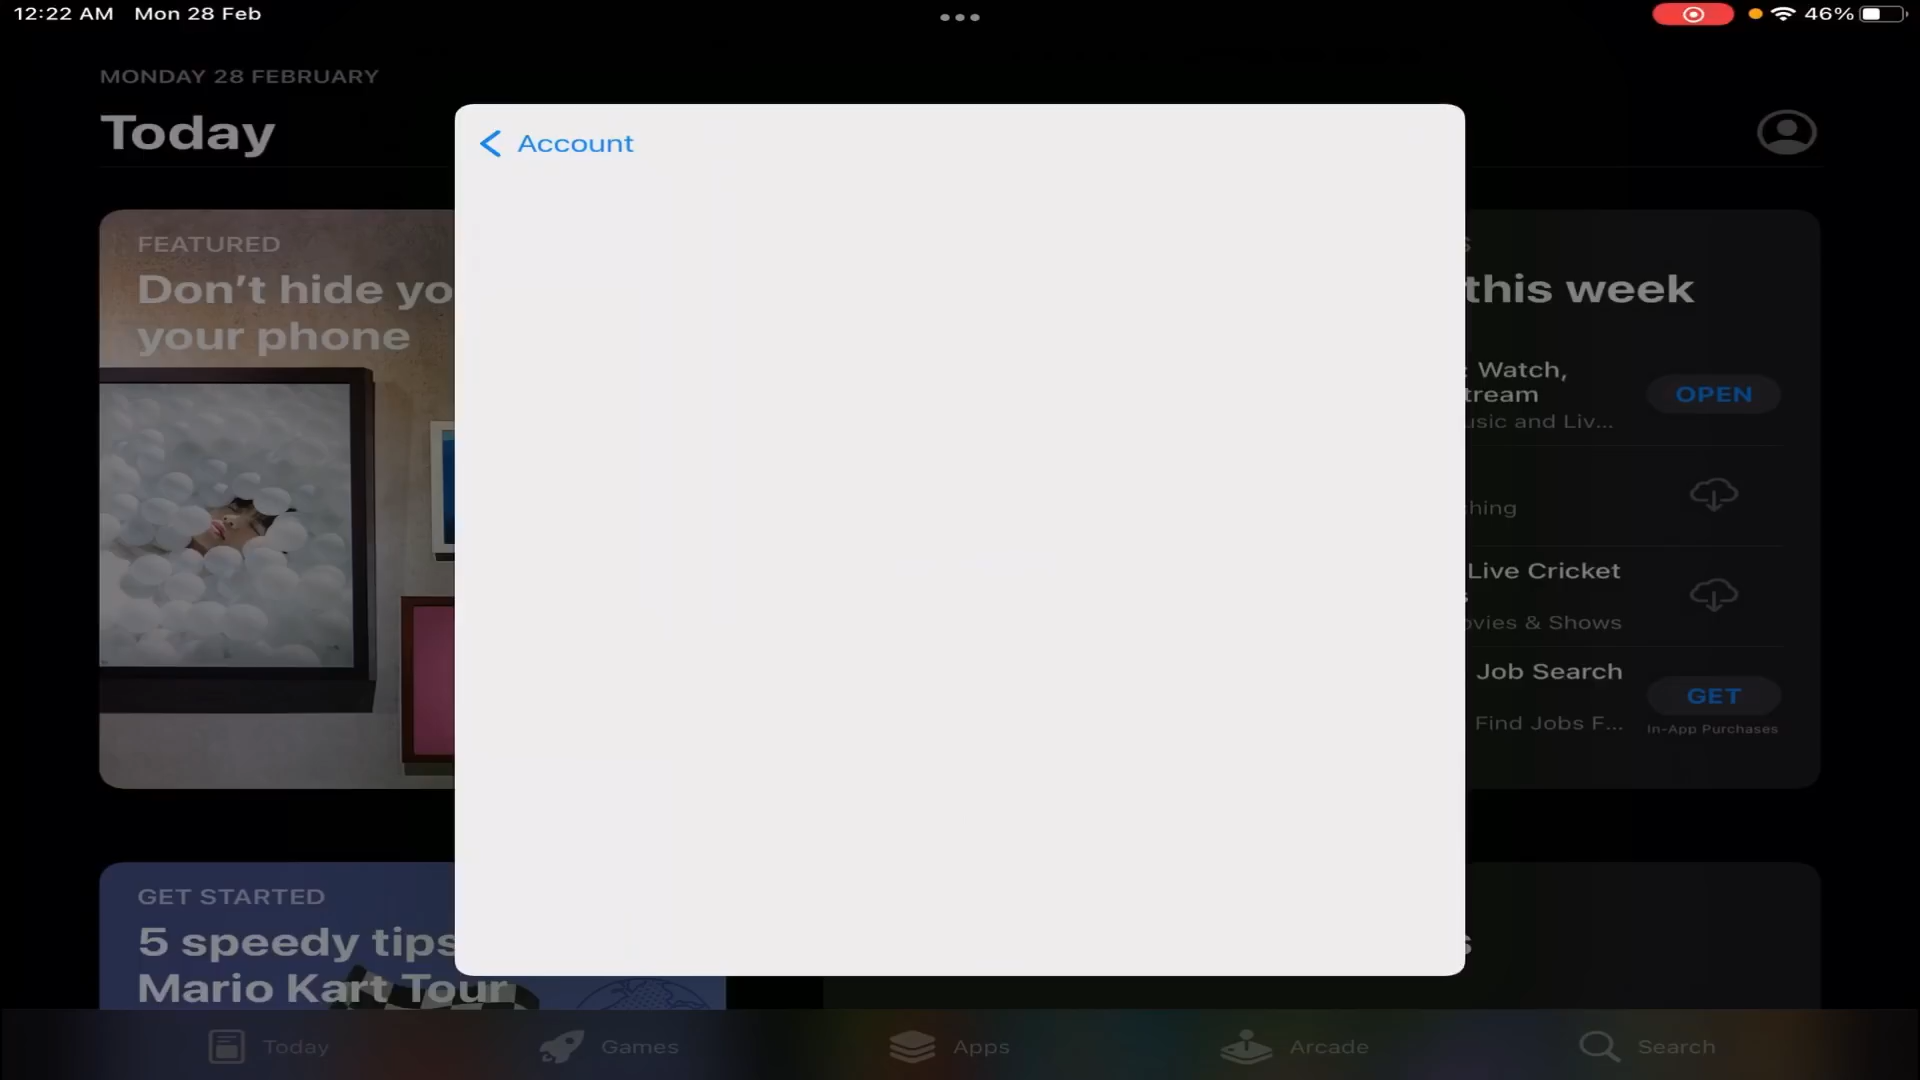 12:22 AM Mon 28 Feb
46%
MONDAY 28 FEBRUARY
Today
< Account
FEATURED
Don't hide yo
your phone
this week
: Watch,
tream
OPEN
usic and Liv...
hing
Live Cricket
ovies & Shows
Job Search
GET
Find Jobs F...
In-App Purchases
GET STARTED
5 speedy tips
Mario Kart Tour
Today
Games
Apps
Arcade
Search